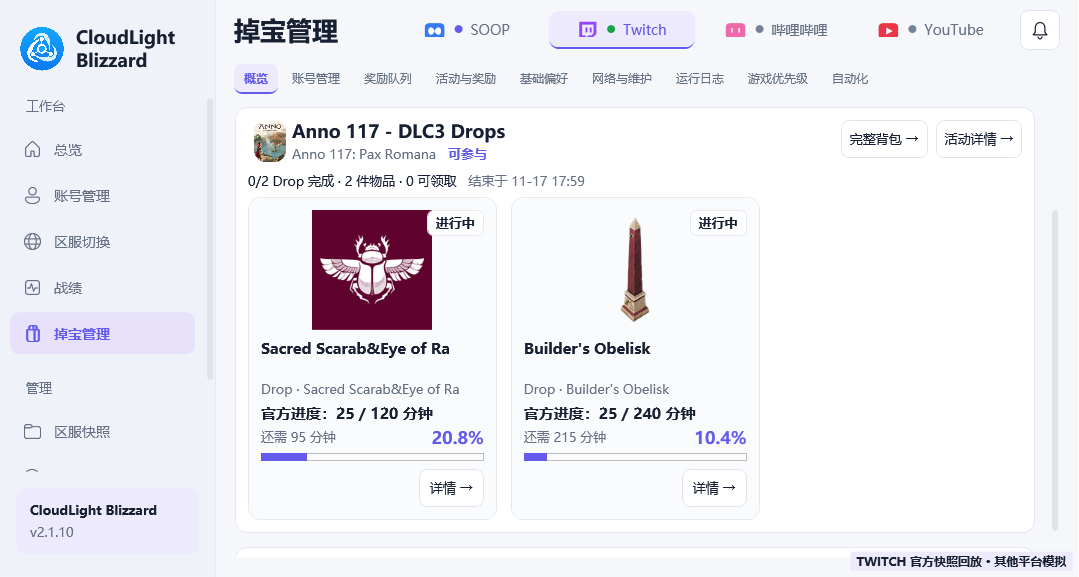 CloudLight
Blizzard
工作台
总览
账号管理
区服切换
战绩
掉宝管理
管理
区服快照
CloudLight Blizzard
v2.1.10
掉宝管理
SOOP
Twitch
哔哩哔哩
YouTube
概览 账号管理 奖励队列 活动与奖励 基础偏好 网络与维护 运行日志 游戏优先级 自动化
ANNO
Anno 117 - DLC3 Drops
Anno 117: Pax Romana 可参与
完整背包 →
活动详情 →
0/2 Drop 完成 · 2 件物品 · 0 可领取 结束于 11-17 17:59
进行中
Sacred Scarab&Eye of Ra
Drop · Sacred Scarab&Eye of Ra
官方进度：25 / 120 分钟
还需 95 分钟 20.8%
详情 →
进行中
Builder's Obelisk
Drop · Builder's Obelisk
官方进度：25 / 240 分钟
还需 215 分钟 10.4%
详情 →
TWITCH 官方快照回放 • 其他平台模拟